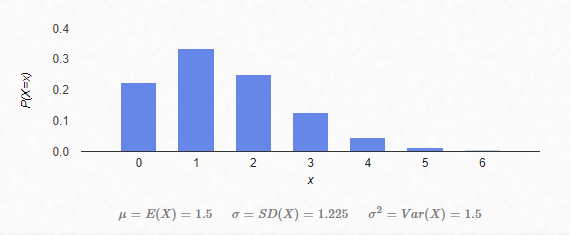 0.4
0.3
0.2
0.1
0.0
P(X=x)
0 1 2 3 4 5 6
x
μ = E(X) = 1.5 σ = SD(X) = 1.225 σ² = Var(X) = 1.5